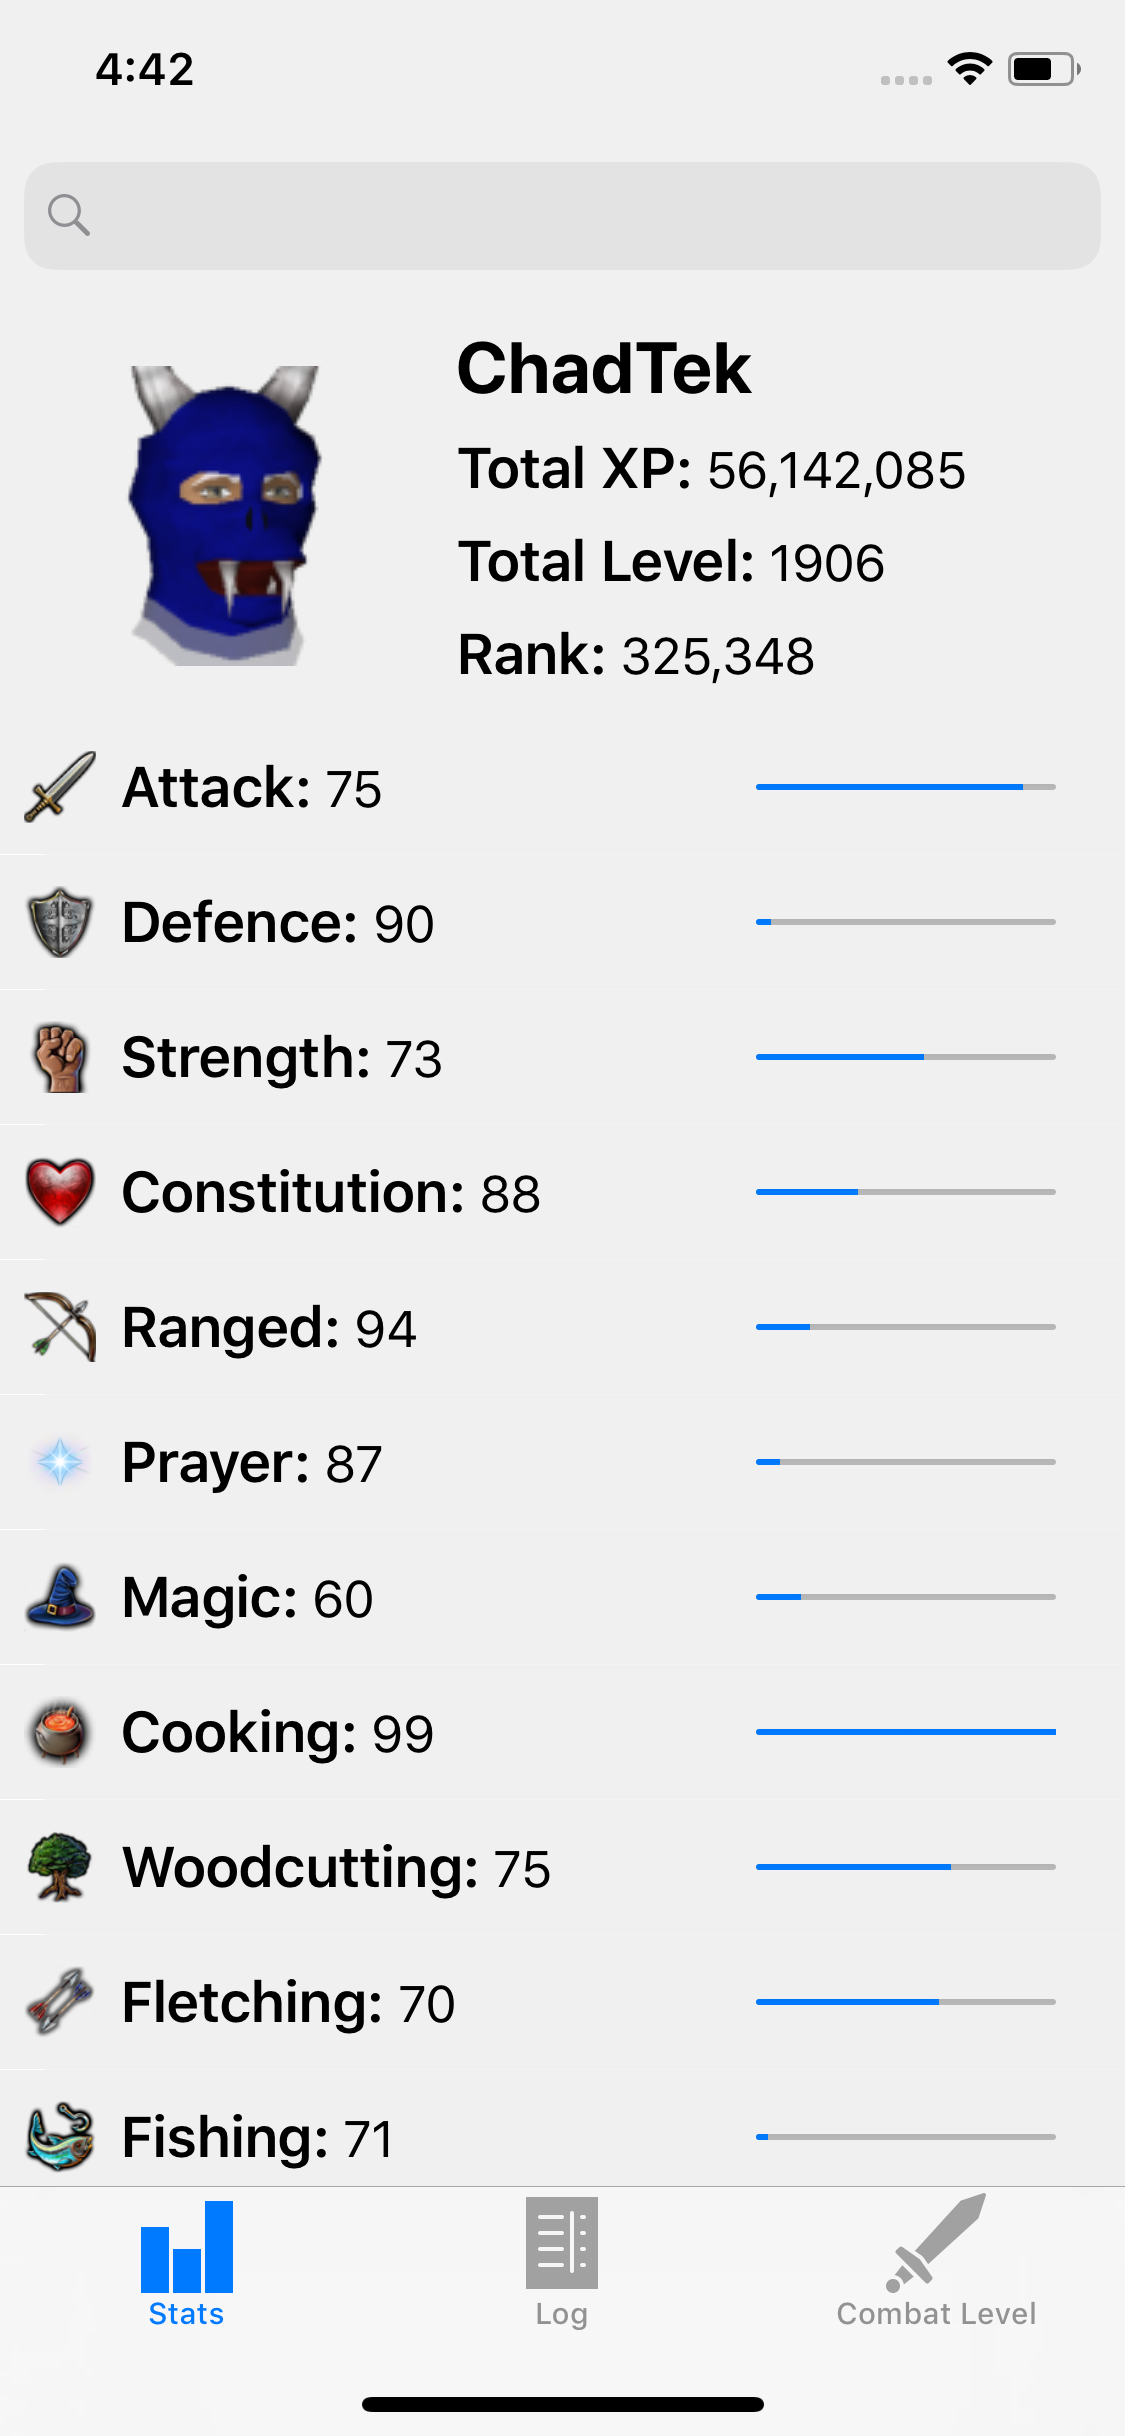 4:42
ChadTek
Total XP: 56,142,085
Total Level: 1906
Rank: 325,348
Attack: 75
Defence: 90
Strength: 73
Constitution: 88
Ranged: 94
Prayer: 87
Magic: 60
Cooking: 99
Woodcutting: 75
Fletching: 70
Fishing: 71
Stats
Log
Combat Level